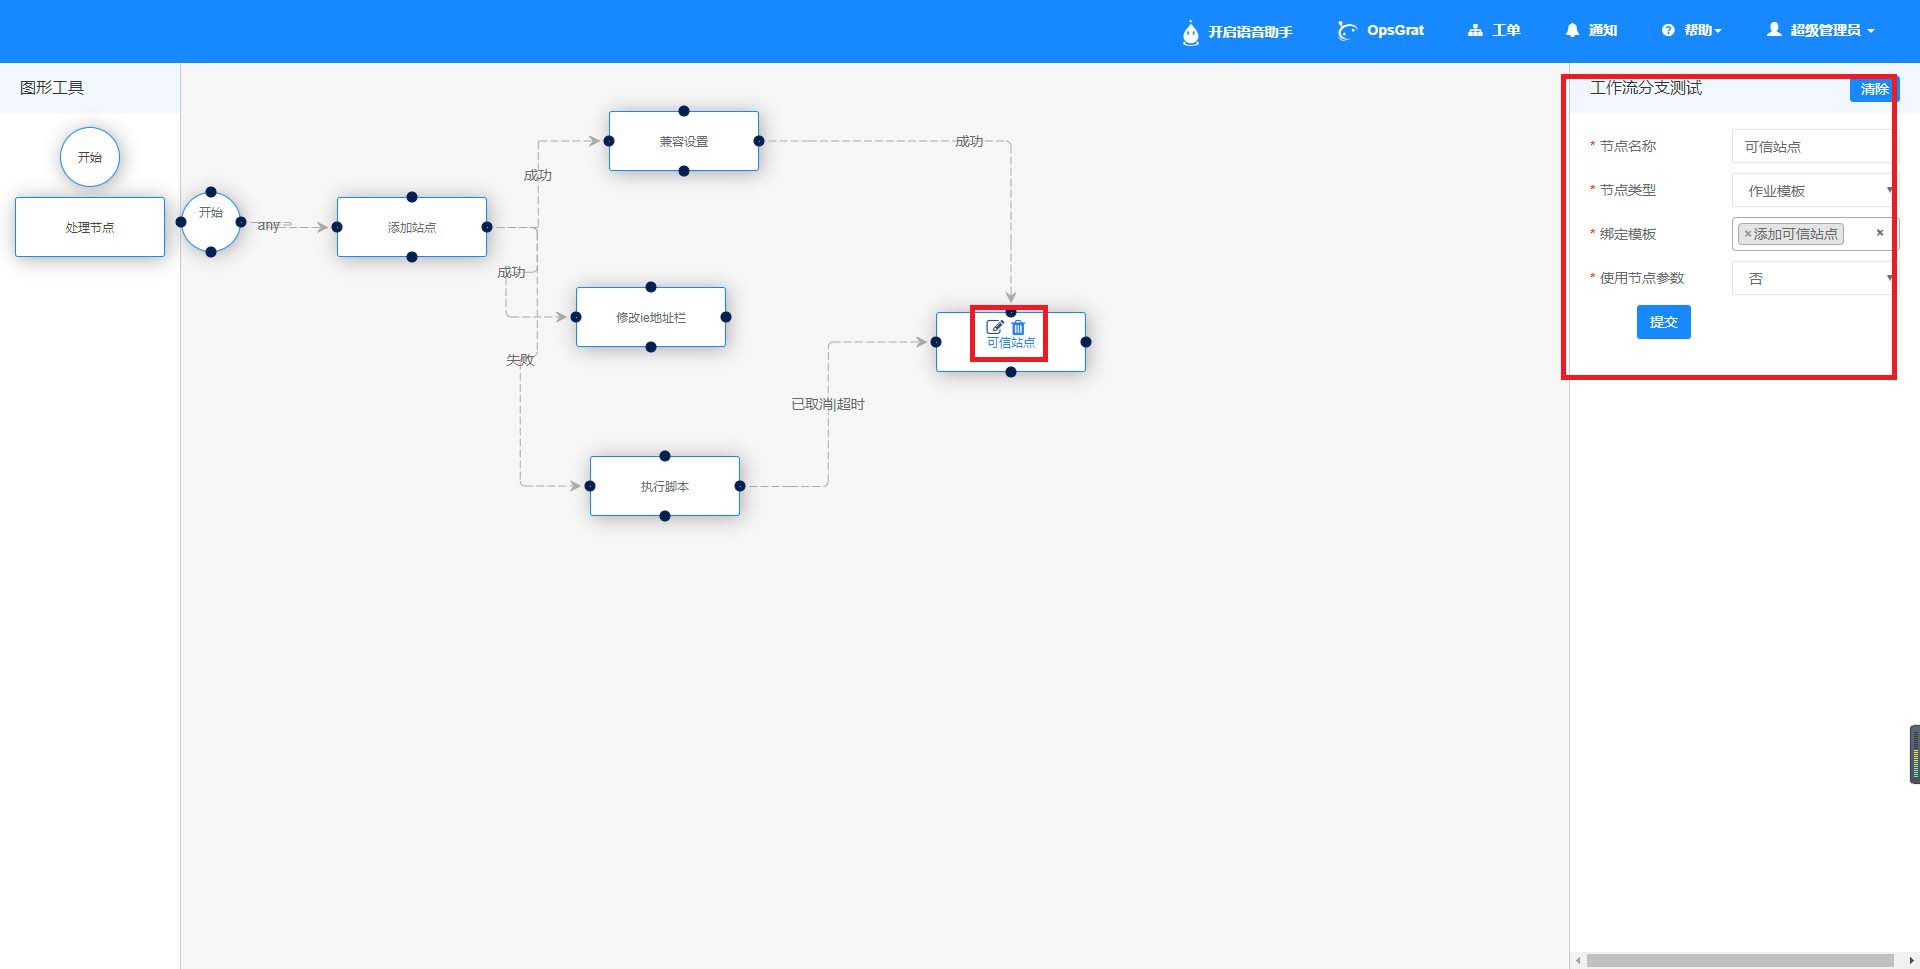 开启语音助手
OpsGrat
工单
通知
帮助
超级管理员
图形工具
开始
处理节点
开始
any
添加站点
成功
兼容设置
成功
成功
修改ie地址栏
失败
执行脚本
已取消|超时
可信站点
工作流分支测试
清除
* 节点名称
可信站点
* 节点类型
作业模板
* 绑定模板
×添加可信站点
×
* 使用节点参数
否
提交